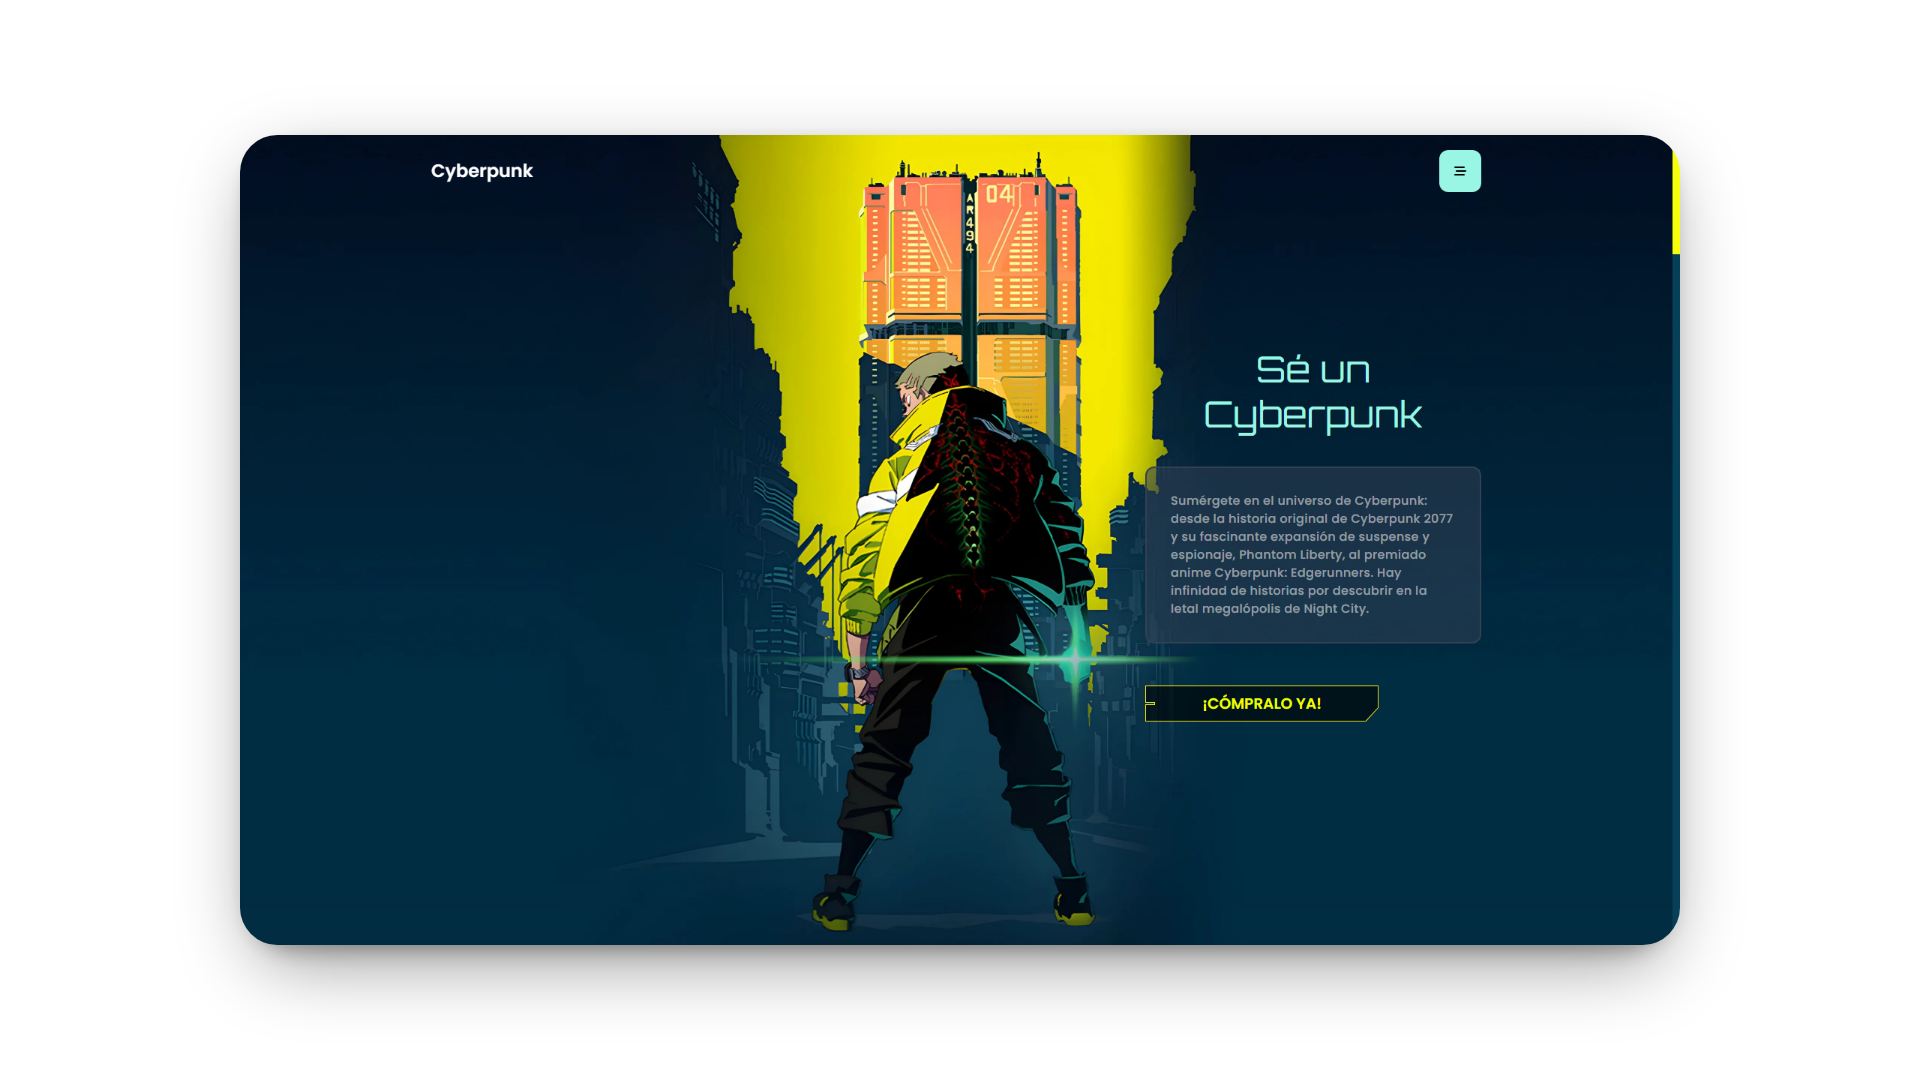 Cyberpunk
04
AR494
Sé un
Cyberpunk
Sumérgete en el universo de Cyberpunk:
desde la historia original de Cyberpunk 2077
y su fascinante expansión de suspense y
espionaje, Phantom Liberty, al premiado
anime Cyberpunk: Edgerunners. Hay
infinidad de historias por descubrir en la
letal megalópolis de Night City.
¡CÓMPRALO YA!